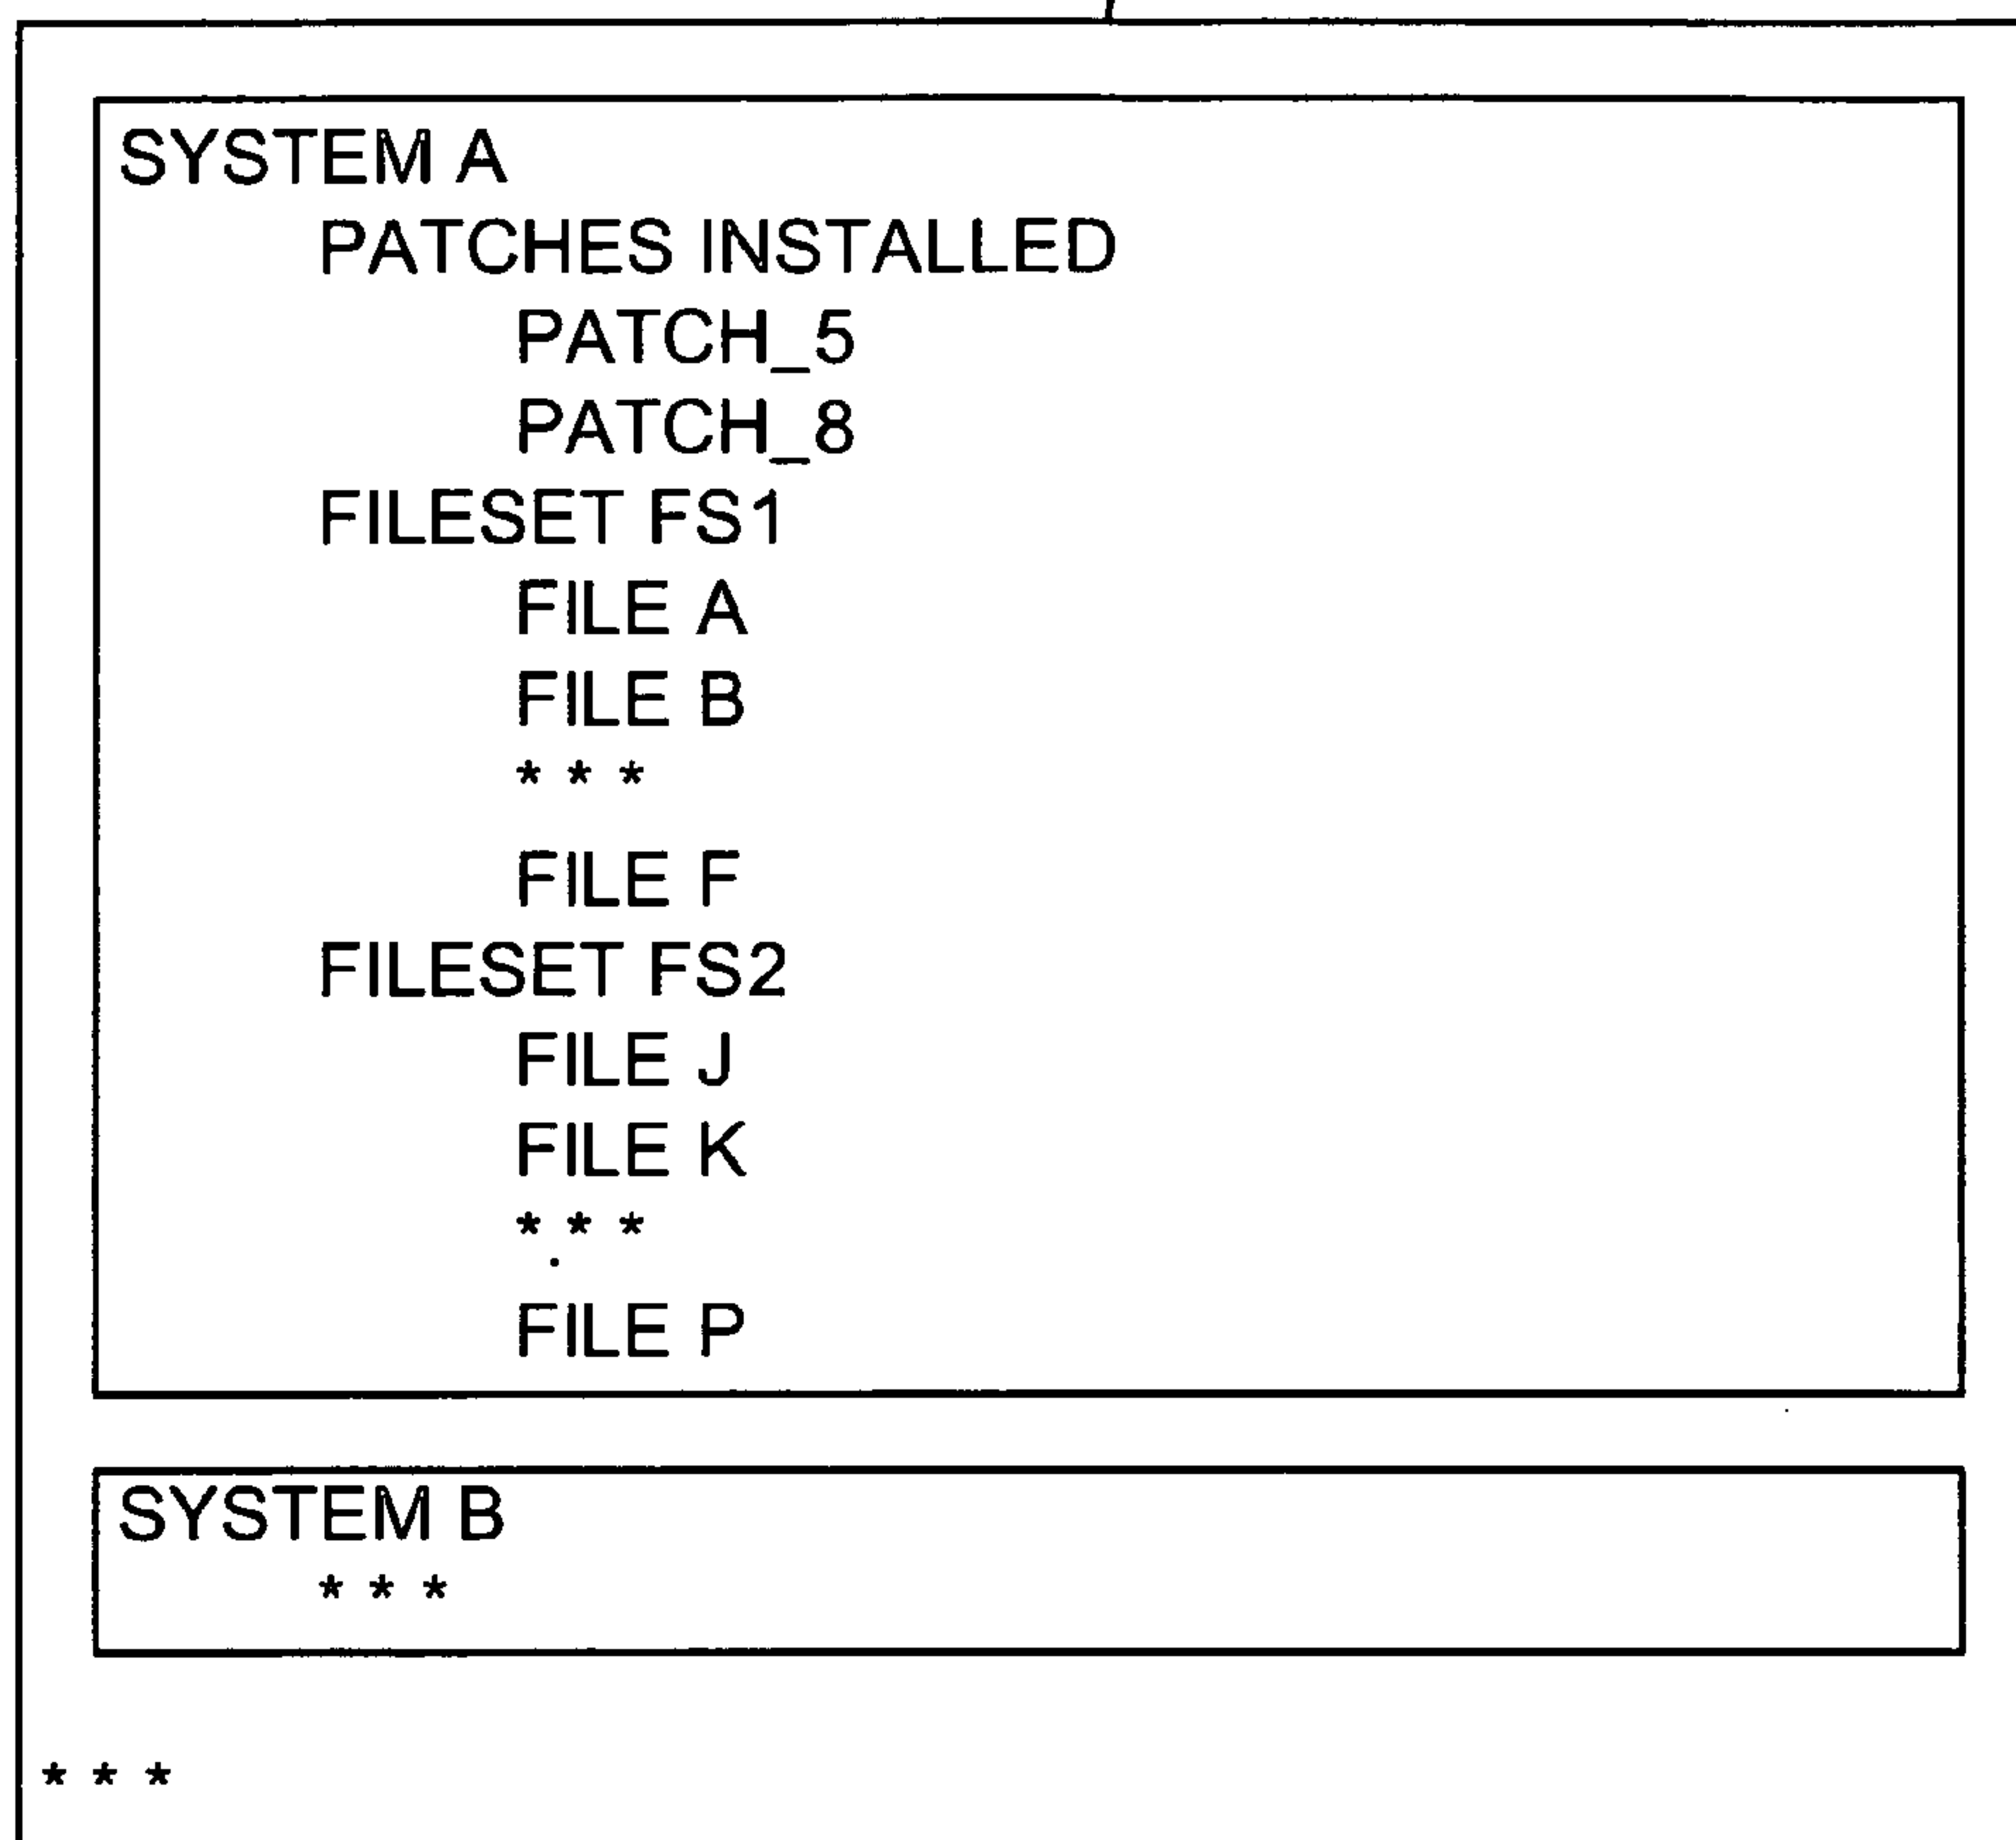 SYSTEM A
PATCHES INSTALLED
PATCH_5
PATCH_8
FILESET FS1
FILE A
FILE B
* * *
FILE F
FILESET FS2
FILE J
FILE K
* * *
FILE P
SYSTEM B
* * *
* * *